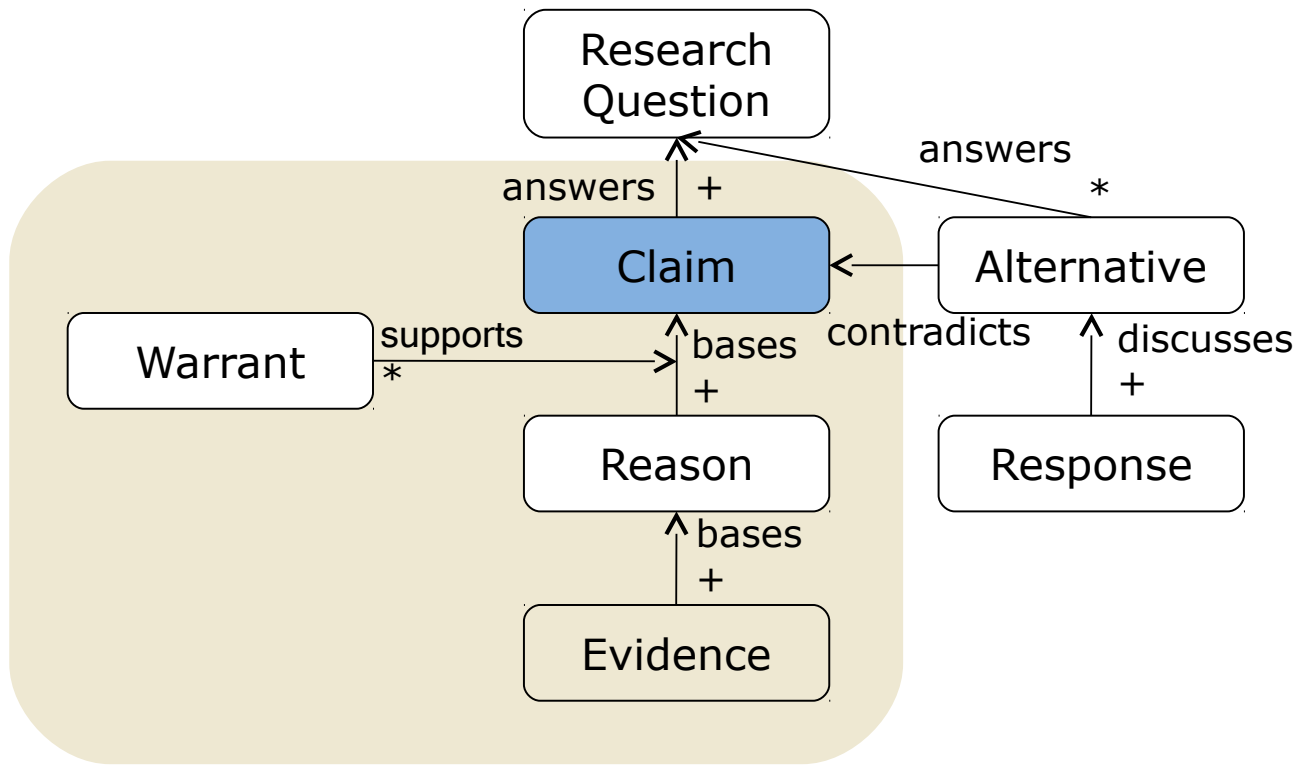 Research
Question
answers
*
answers +
Claim
Alternative
contradicts
supports
*
Warrant
bases
+
discusses
+
Reason
Response
bases
+
Evidence